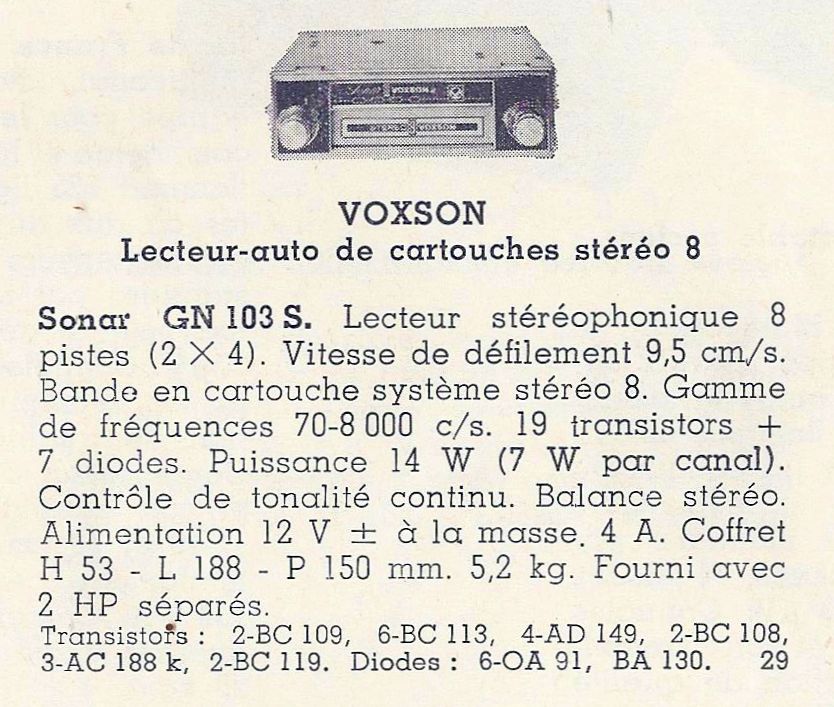 VOXSON
STEREO 8 VOXSON
VOXSON
Lecteur-auto de cartouches stéréo 8
Sonar GN 103 S. Lecteur stéréophonique 8
pistes (2 X 4). Vitesse de défilement 9,5 cm/s.
Bande en cartouche système stéréo 8. Gamme
de fréquences 70-8 000 c/s. 19 transistors +
7 diodes. Puissance 14 W (7 W par canal).
Contrôle de tonalité continu. Balance stéréo.
Alimentation 12 V ± à la masse. 4 A. Coffret
H 53 - L 188 - P 150 mm. 5,2 kg. Fourni avec
2 HP séparés.
Transistors : 2-BC 109, 6-BC 113, 4-AD 149, 2-BC 108,
3-AC 188 k, 2-BC 119. Diodes : 6-OA 91, BA 130. 29